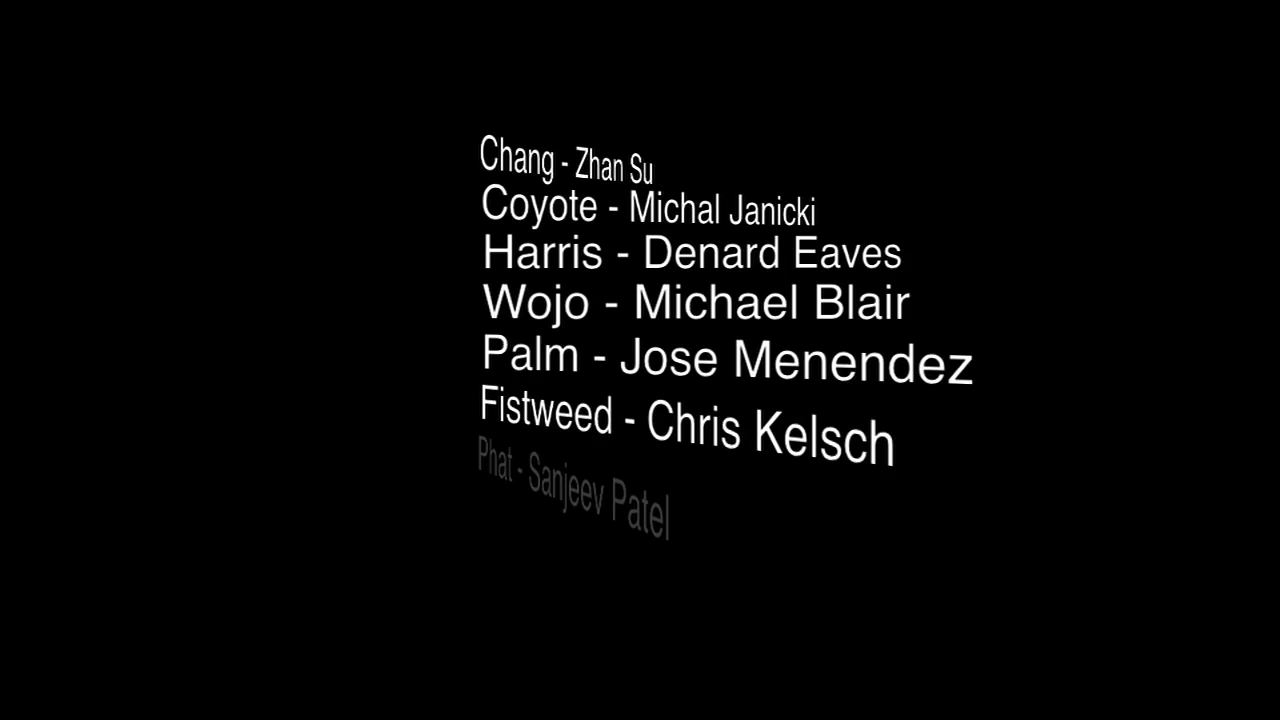 Chang - Zhan Su
Coyote - Michal Janicki
Harris - Denard Eaves
Wojo - Michael Blair
Palm - Jose Menendez
Fistweed - Chris Kelsch
Phat - Sanjeev Patel